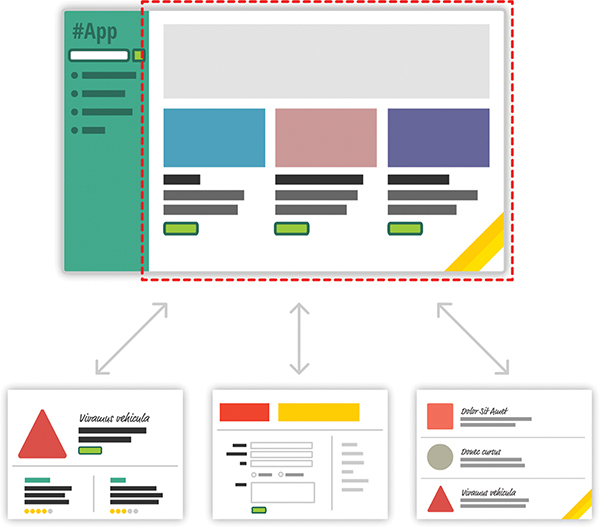 #App
Vivamus vehicula
Dolor Sit Amet
Donec cursus
Vivamus vehicula